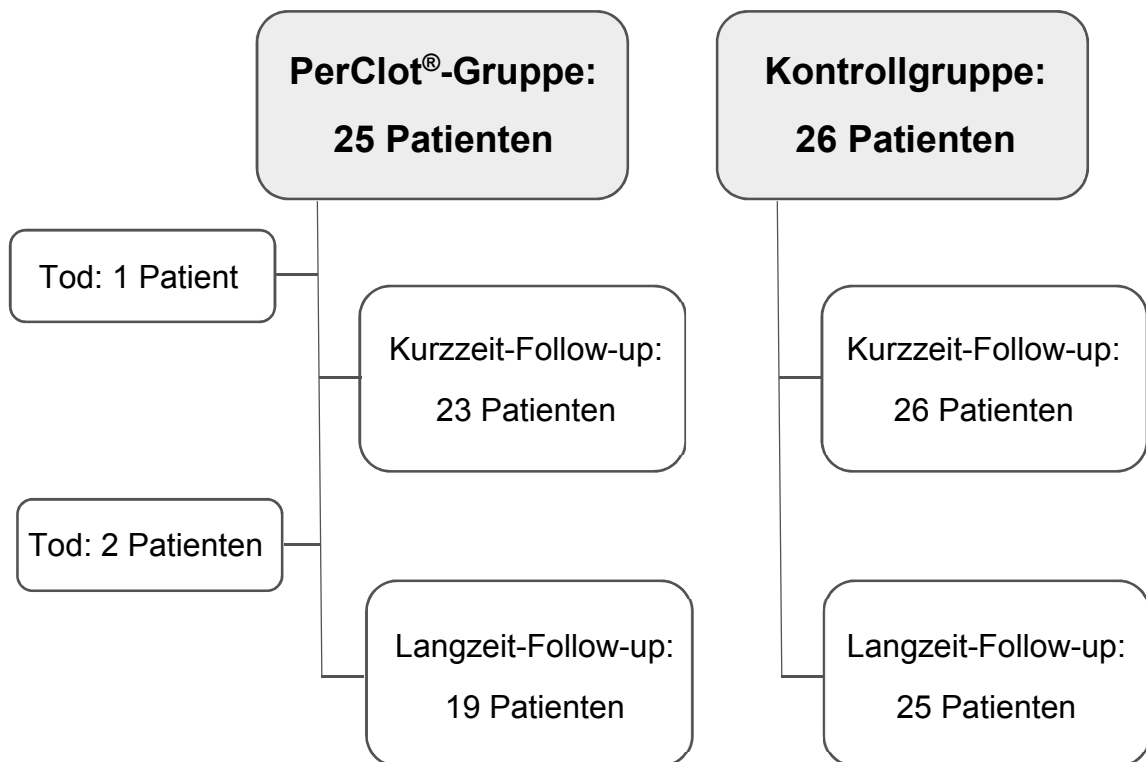 PerClot®-Gruppe:
25 Patienten
Kontrollgruppe:
26 Patienten
Tod: 1 Patient
Kurzzeit-Follow-up:
23 Patienten
Kurzzeit-Follow-up:
26 Patienten
Tod: 2 Patienten
Langzeit-Follow-up:
19 Patienten
Langzeit-Follow-up:
25 Patienten